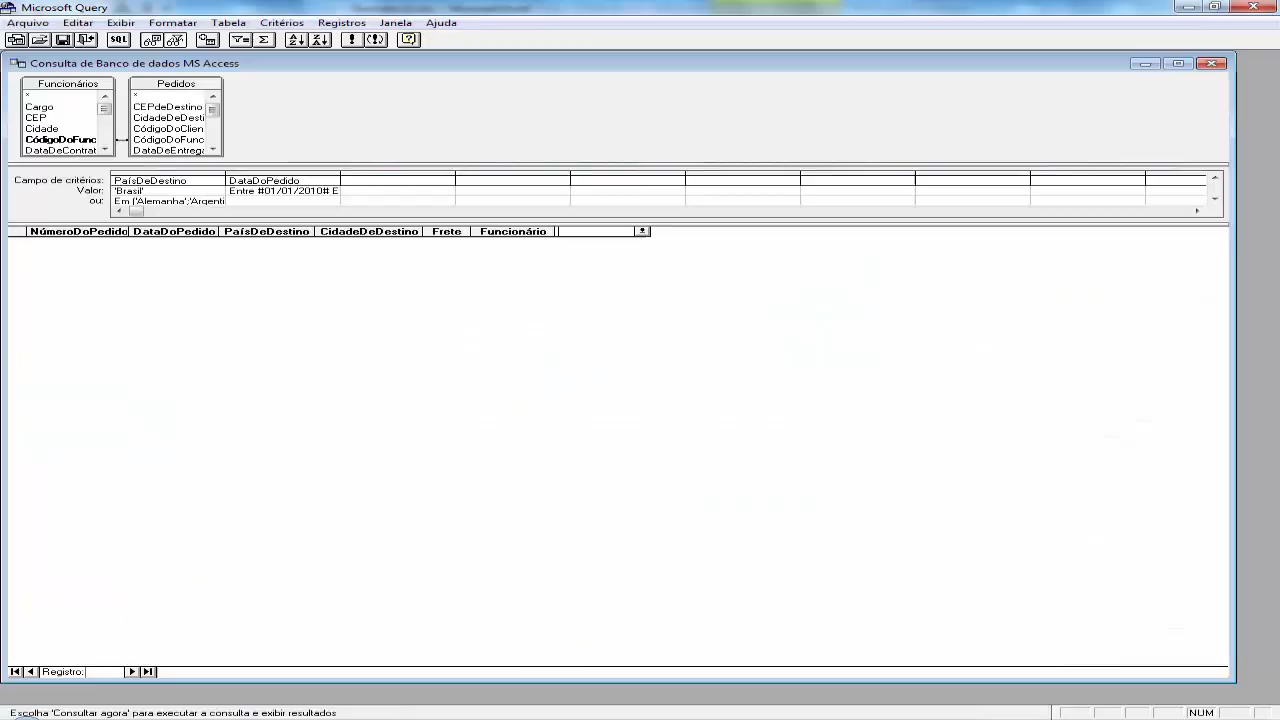 Microsoft Query
Arquivo Editar Exibir Formatar Tabela Critérios Registros Janela Ajuda
SQL
Consulta de Banco de dados MS Access
Funcionários
*
Cargo
CEP
Cidade
CódigoDoFunc
DataDeContrat
Pedidos
*
CEPdeDestino
CidadeDeDesti
CódigoDoClien
CódigoDoFunc
DataDeEntrega
Campo de critérios: PaísDeDestino DataDoPedido
Valor: 'Brasil' Entre #01/01/2010# E
ou: Em ('Alemanha';'Argenti
NúmeroDoPedido DataDoPedido PaísDeDestino CidadeDeDestino Frete Funcionário
Registro:
Escolha 'Consultar agora' para executar a consulta e exibir resultados NUM